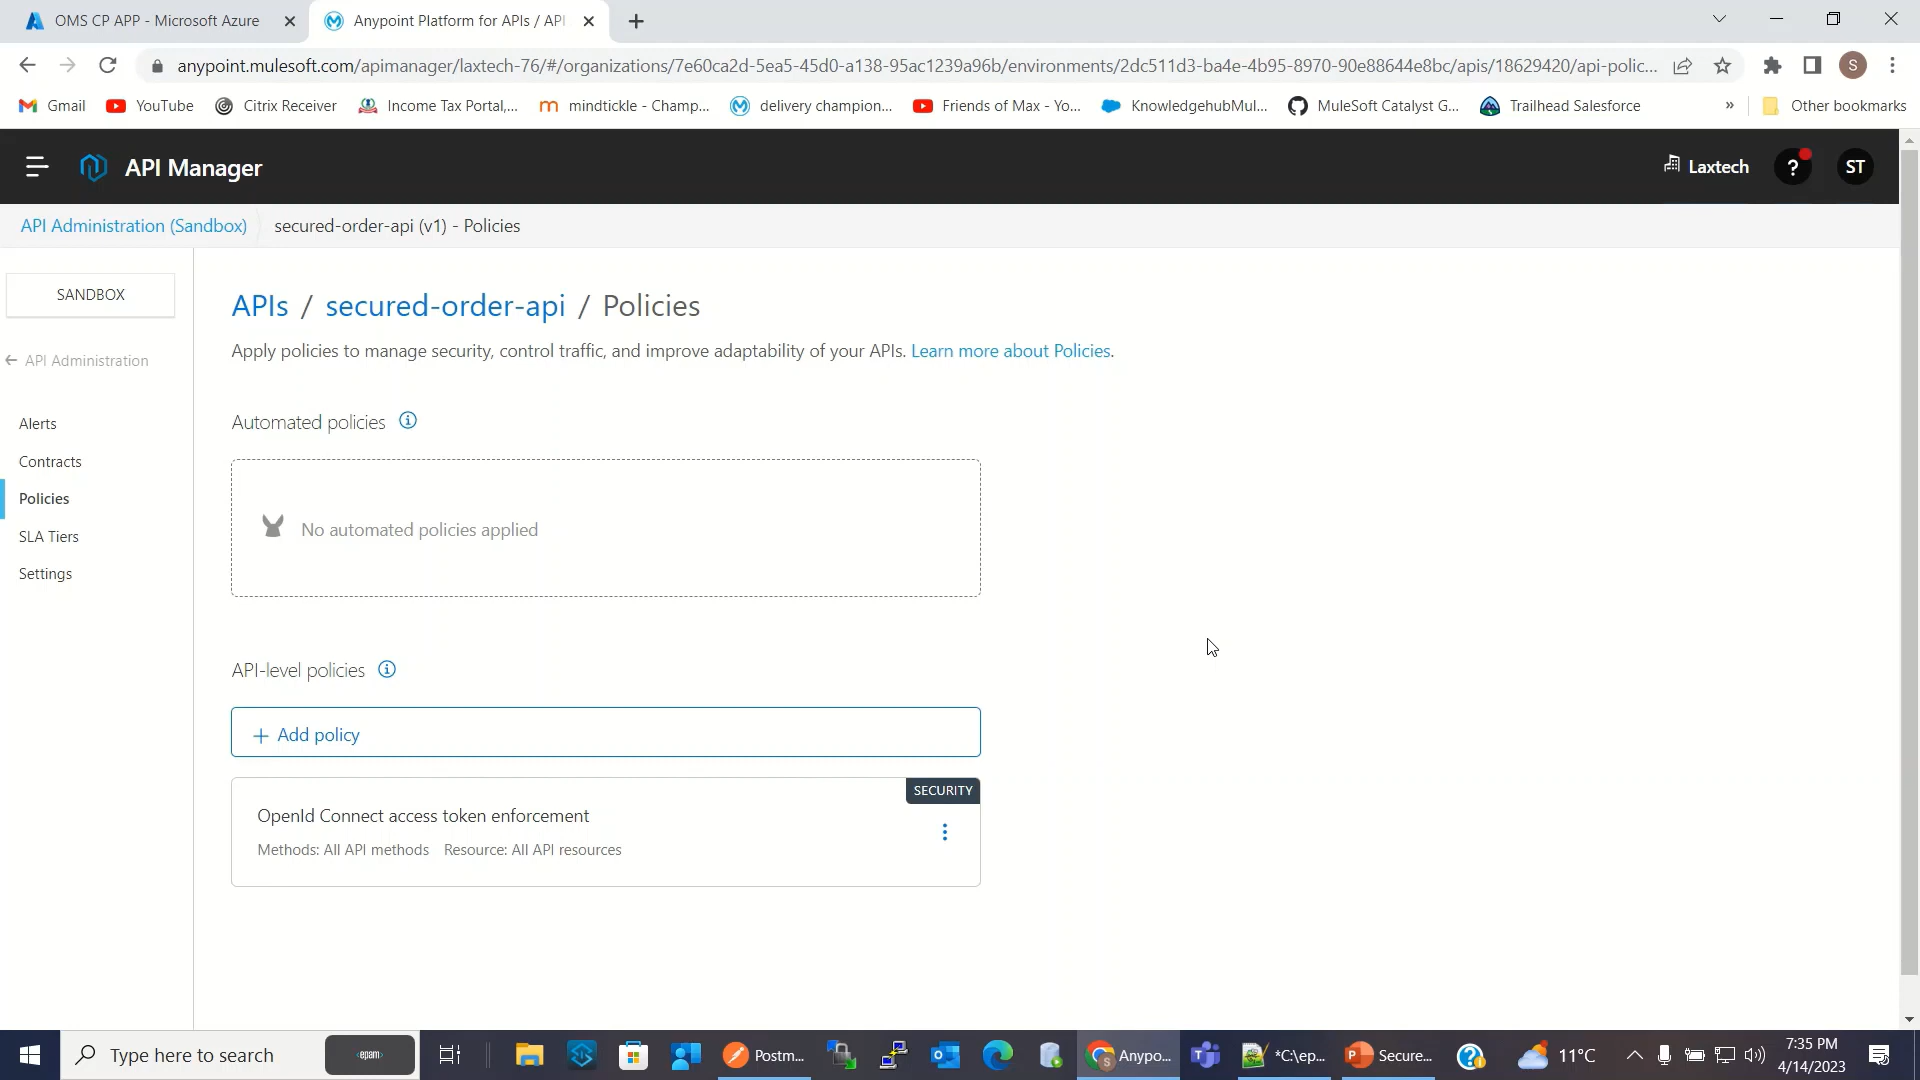 OMS CP APP - Microsoft Azure
Anypoint Platform for APIs / API
anypoint.mulesoft.com/apimanager/laxtech-76/#/organizations/7e60ca2d-5ea5-45d0-a138-95ac1239a96b/environments/2dc511d3-ba4e-4b95-8970-90e88644e8bc/apis/18629420/api-polic...
S
Gmail
YouTube
Citrix Receiver
Income Tax Portal,...
mindtickle - Champ...
delivery champion...
Friends of Max - Yo...
KnowledgehubMul...
MuleSoft Catalyst G...
Trailhead Salesforce
»
Other bookmarks
API Manager
Laxtech
?
ST
API Administration (Sandbox)
secured-order-api (v1) - Policies
SANDBOX
API Administration
Alerts
Contracts
Policies
SLA Tiers
Settings
APIs / secured-order-api / Policies
Apply policies to manage security, control traffic, and improve adaptability of your APIs. Learn more about Policies.
Automated policies
No automated policies applied
API-level policies
+ Add policy
SECURITY
OpenId Connect access token enforcement
Methods: All API methods Resource: All API resources
Type here to search
<epam>
Postm...
Anypo...
*C:\ep...
Secure...
11°C
7:35 PM
4/14/2023